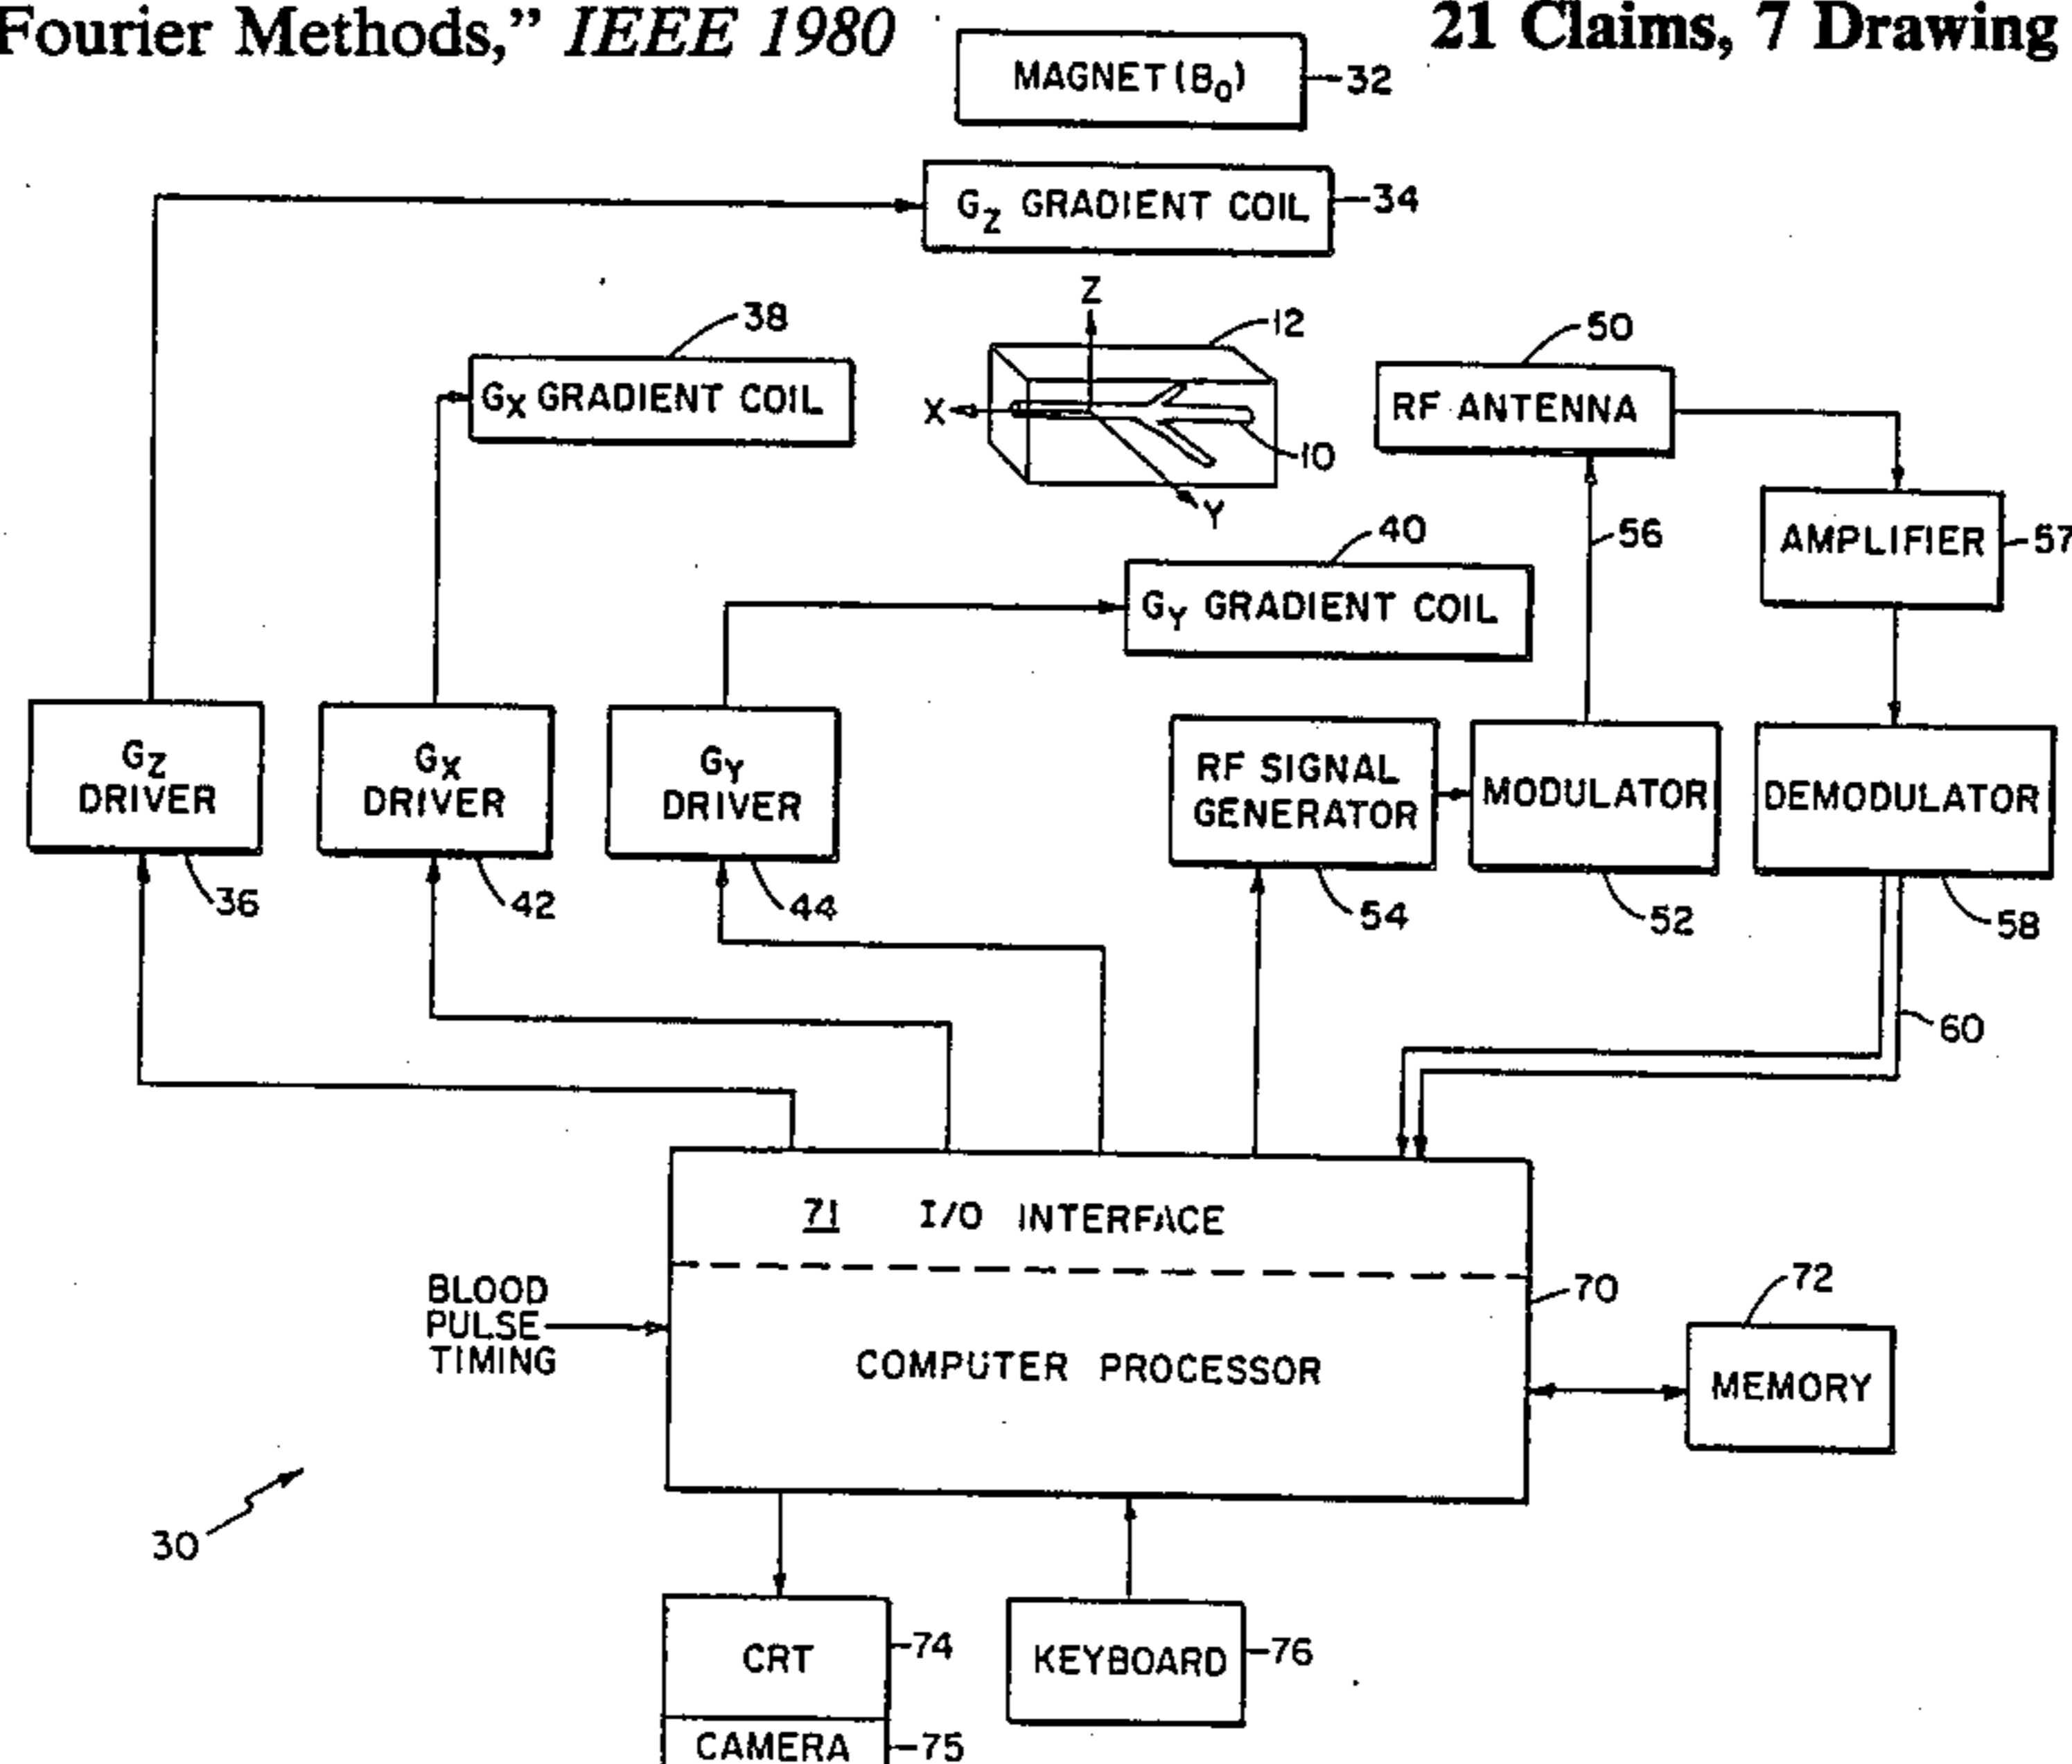 Fourier Methods," IEEE 1980
21 Claims, 7 Drawing
MAGNET (B0)
32
GZ GRADIENT COIL
34
Z
38
12
50
GX GRADIENT COIL
X
RF ANTENNA
10
Y
40
56
AMPLIFIER
57
GY GRADIENT COIL
GZ
DRIVER
GX
DRIVER
GY
DRIVER
RF SIGNAL
GENERATOR
MODULATOR
DEMODULATOR
36
42
44
54
52
58
60
71 I/O INTERFACE
70
72
BLOOD
PULSE
TIMING
COMPUTER PROCESSOR
MEMORY
30
CRT
74
KEYBOARD
76
CAMERA
75